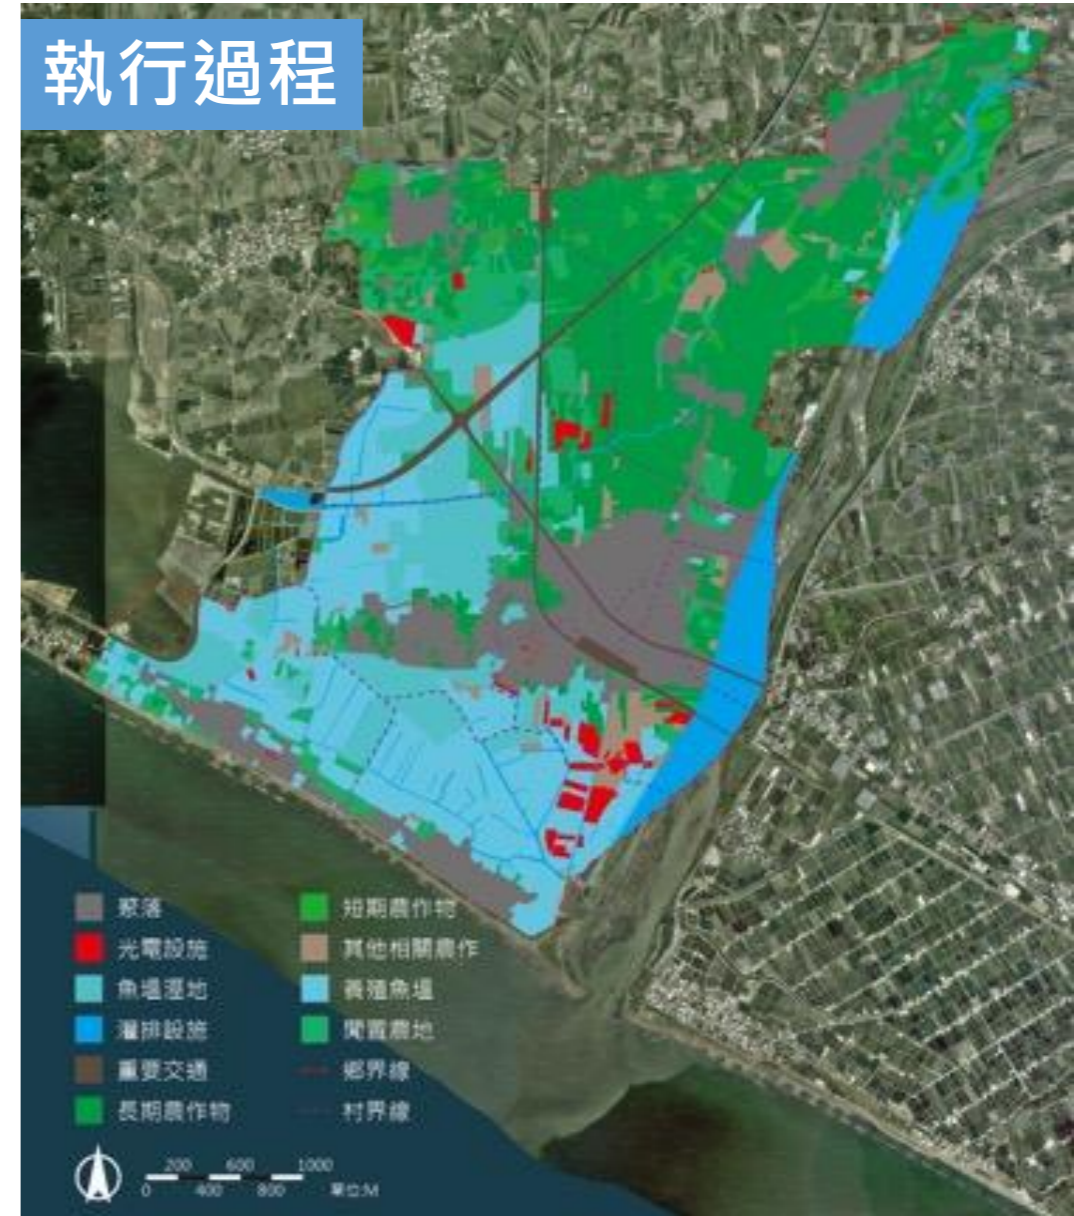 執行過程
聚落
光電設施
魚塭溼地
灌排設施
重要交通
長期農作物
短期農作物
其他相關農作
養殖魚塭
閒置農地
鄉界線
村界線
200 600 1000
0 400 800 單位:M